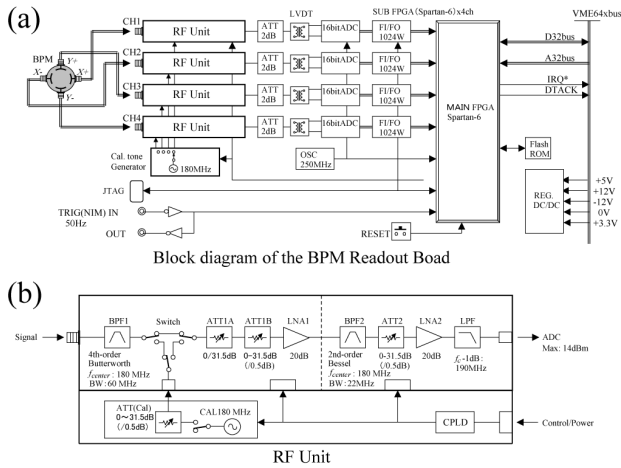 (a)
BPM
X-
Y+
X+
Y-
CH1
CH2
CH3
CH4
RF Unit
RF Unit
RF Unit
RF Unit
ATT
2dB
ATT
2dB
ATT
2dB
ATT
2dB
LVDT
16bitADC
16bitADC
16bitADC
16bitADC
SUB FPGA(Spartan-6)x4ch
FI/FO
1024W
FI/FO
1024W
FI/FO
1024W
FI/FO
1024W
MAIN FPGA
Spartan-6
VME64xbus
D32bus
A32bus
IRQ*
DTACK
Flash
ROM
REG.
DC/DC
+5V
+12V
-12V
0V
+3.3V
Cal. tone
Generator
180MHz
OSC
250MHz
JTAG
TRIG(NIM) IN
50Hz
OUT
RESET
Block diagram of the BPM Readout Boad
(b)
Signal
BPF1
Switch
ATT1A
ATT1B
LNA1
BPF2
ATT2
LNA2
LPF
4th-order
Butterworth
fcenter : 180 MHz
BW: 60 MHz
0/31.5dB
0-31.5dB
(/0.5dB)
20dB
2nd-order
Bessel
fcenter : 180 MHz
BW: 22MHz
0-31.5dB
(/0.5dB)
20dB
fc -1dB :
190MHz
ADC
Max: 14dBm
ATT(Cal)
0～31.5dB
(/0.5dB)
CAL180 MHz
CPLD
Control/Power
RF Unit